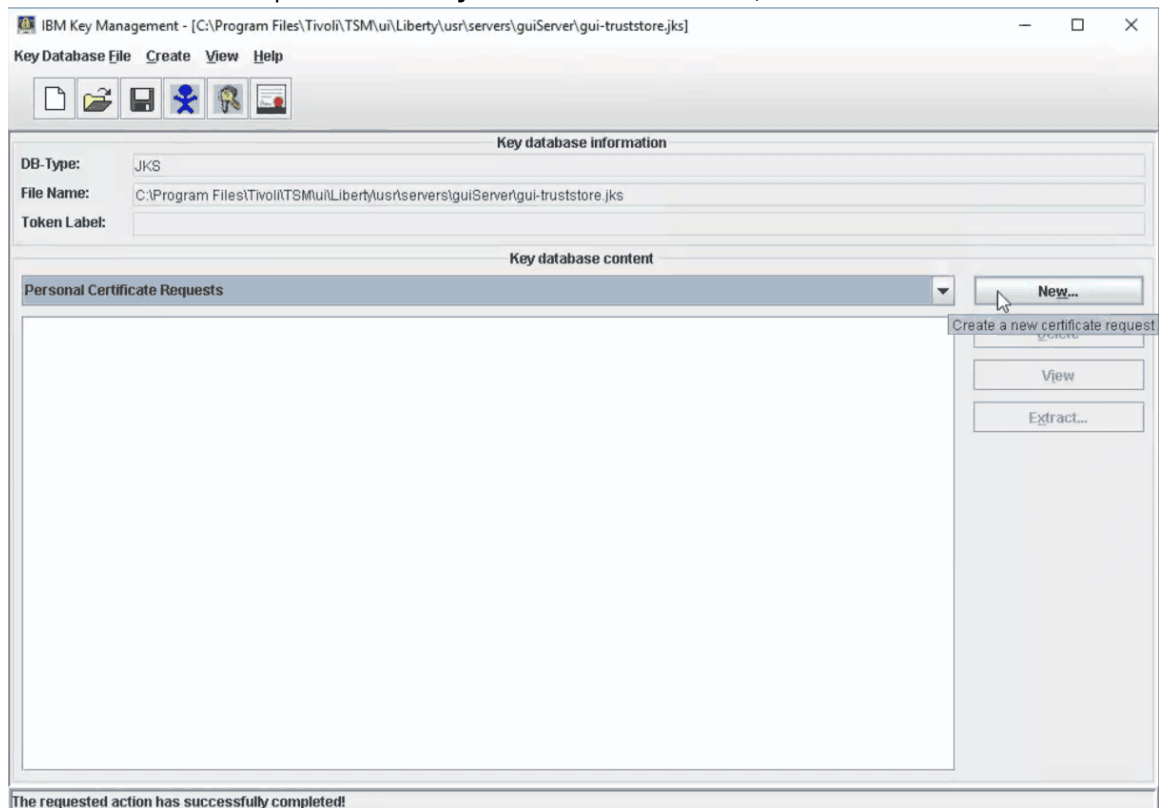 IBM Key Management - [C:\Program Files\Tivoli\TSM\ui\Liberty\usr\servers\guiServer\gui-truststore.jks]
Key Database File Create View Help
Key database information
DB-Type: JKS
File Name: C:\Program Files\Tivoli\TSM\ui\Liberty\usr\servers\guiServer\gui-truststore.jks
Token Label:
Key database content
Personal Certificate Requests
New...
Create a new certificate request
Delete
View
Extract...
The requested action has successfully completed!